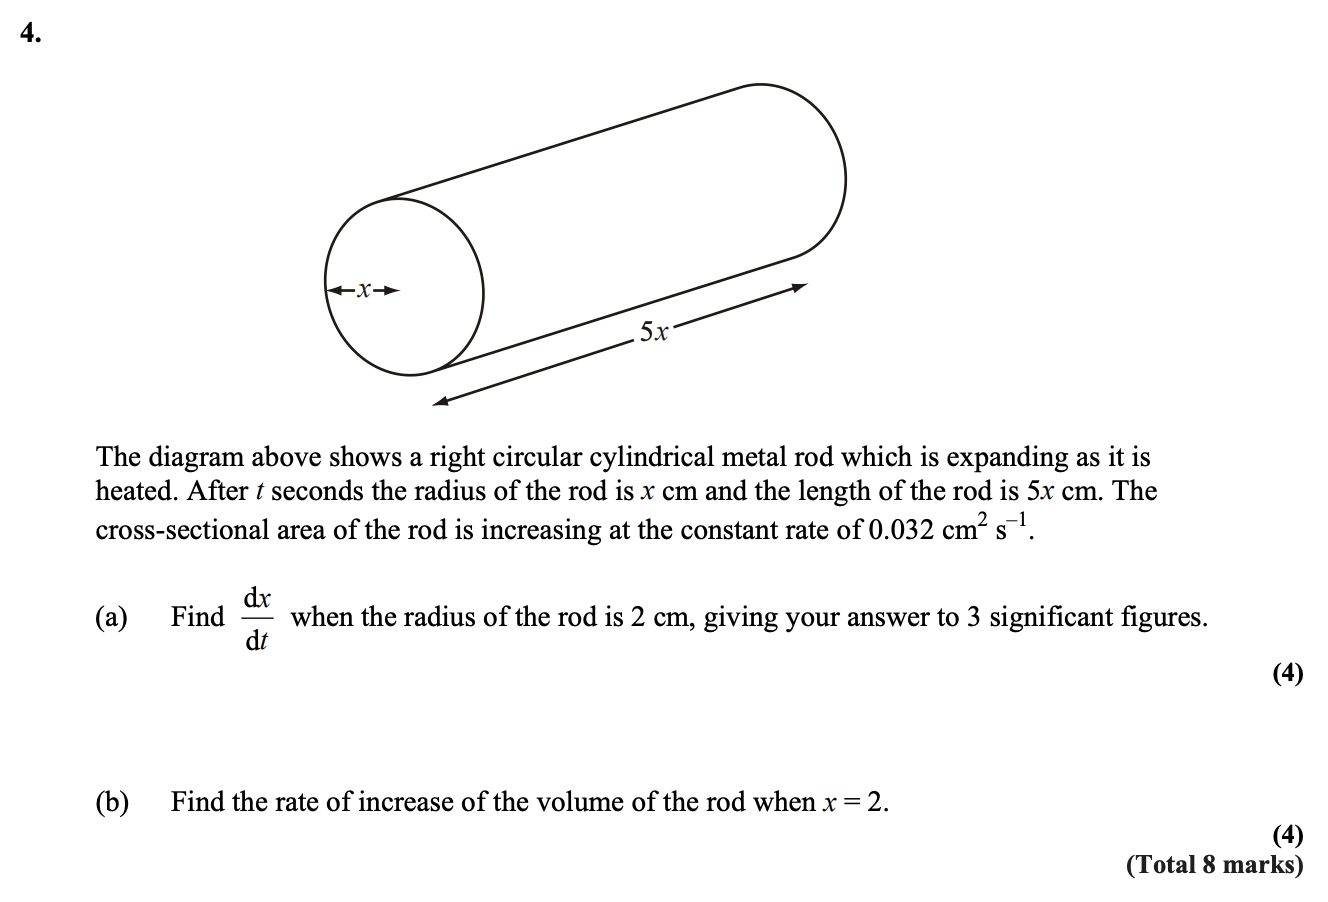 4.
x
5x
The diagram above shows a right circular cylindrical metal rod which is expanding as it is
heated. After t seconds the radius of the rod is x cm and the length of the rod is 5x cm. The
cross-sectional area of the rod is increasing at the constant rate of 0.032 cm² s⁻¹.
(a) Find dx/dt when the radius of the rod is 2 cm, giving your answer to 3 significant figures.
(4)
(b) Find the rate of increase of the volume of the rod when x = 2.
(4)
(Total 8 marks)